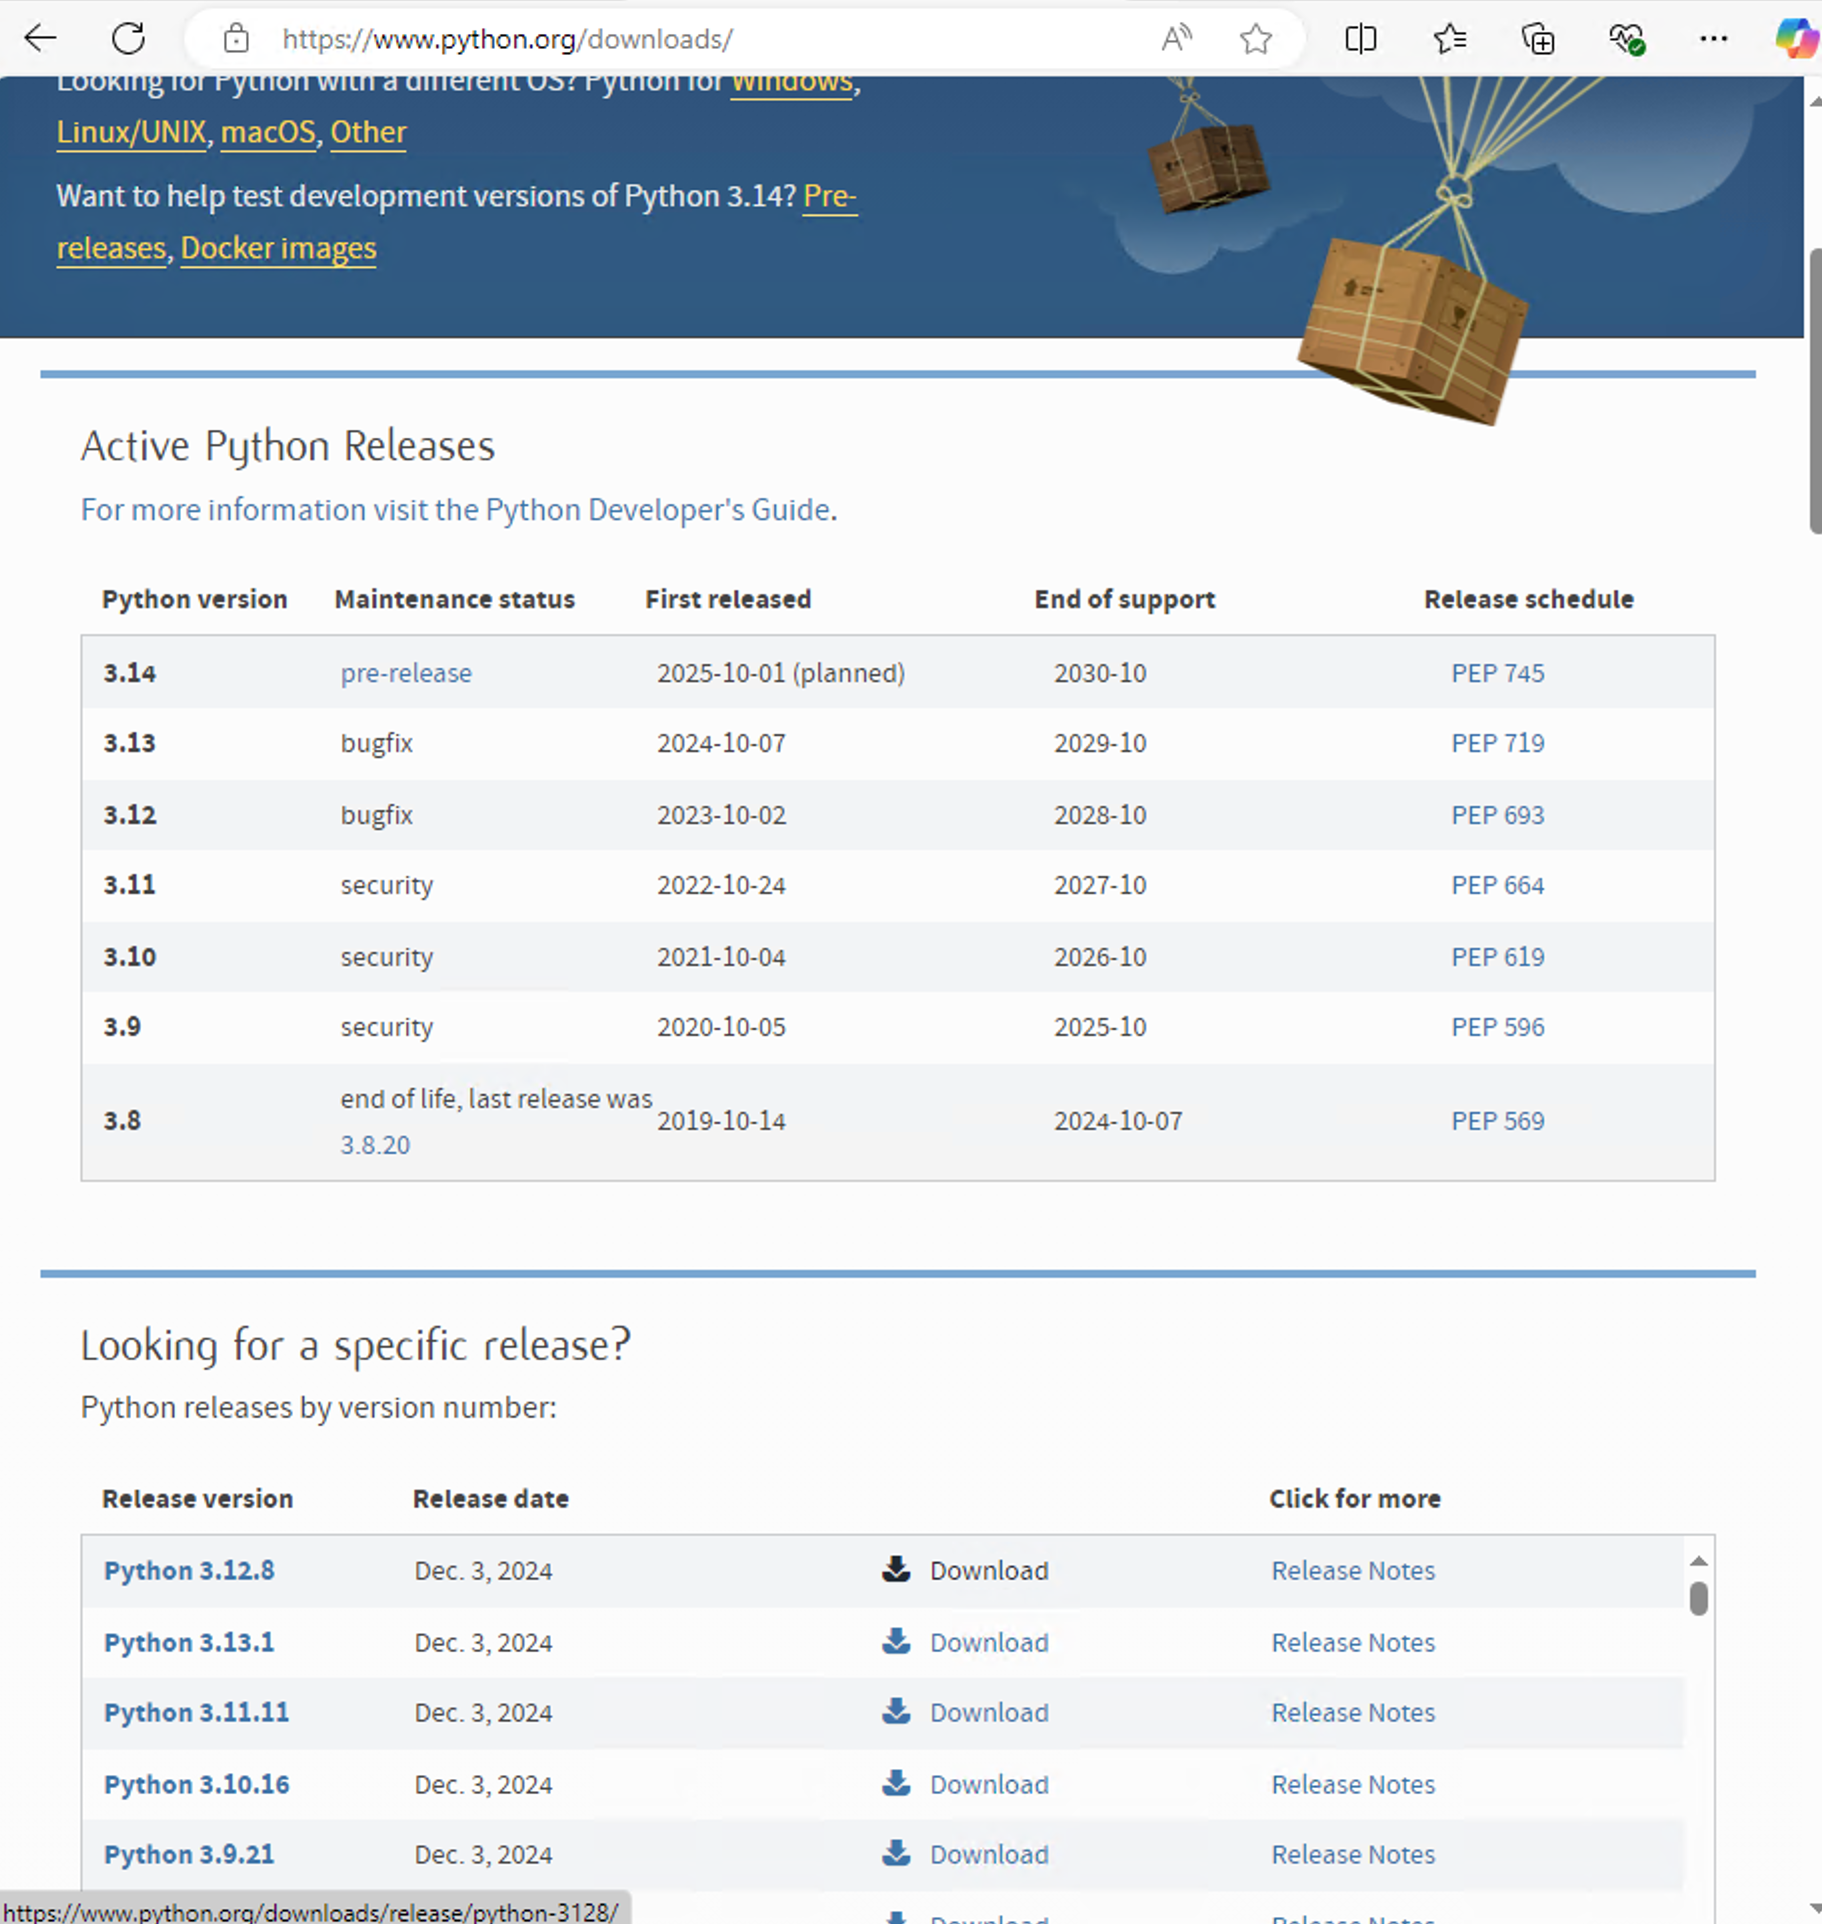 https://www.python.org/downloads/
Looking for Python with a different OS? Python for Windows,
Linux/UNIX, macOS, Other
Want to help test development versions of Python 3.14? Pre-
releases, Docker images
Active Python Releases
For more information visit the Python Developer's Guide.
Python version Maintenance status First released End of support Release schedule
3.14 pre-release 2025-10-01 (planned) 2030-10 PEP 745
3.13 bugfix 2024-10-07 2029-10 PEP 719
3.12 bugfix 2023-10-02 2028-10 PEP 693
3.11 security 2022-10-24 2027-10 PEP 664
3.10 security 2021-10-04 2026-10 PEP 619
3.9 security 2020-10-05 2025-10 PEP 596
3.8 end of life, last release was 2019-10-14 2024-10-07 PEP 569
3.8.20
Looking for a specific release?
Python releases by version number:
Release version Release date Click for more
Python 3.12.8 Dec. 3, 2024 Download Release Notes
Python 3.13.1 Dec. 3, 2024 Download Release Notes
Python 3.11.11 Dec. 3, 2024 Download Release Notes
Python 3.10.16 Dec. 3, 2024 Download Release Notes
Python 3.9.21 Dec. 3, 2024 Download Release Notes
Download Release Notes
https://www.python.org/downloads/release/python-3128/